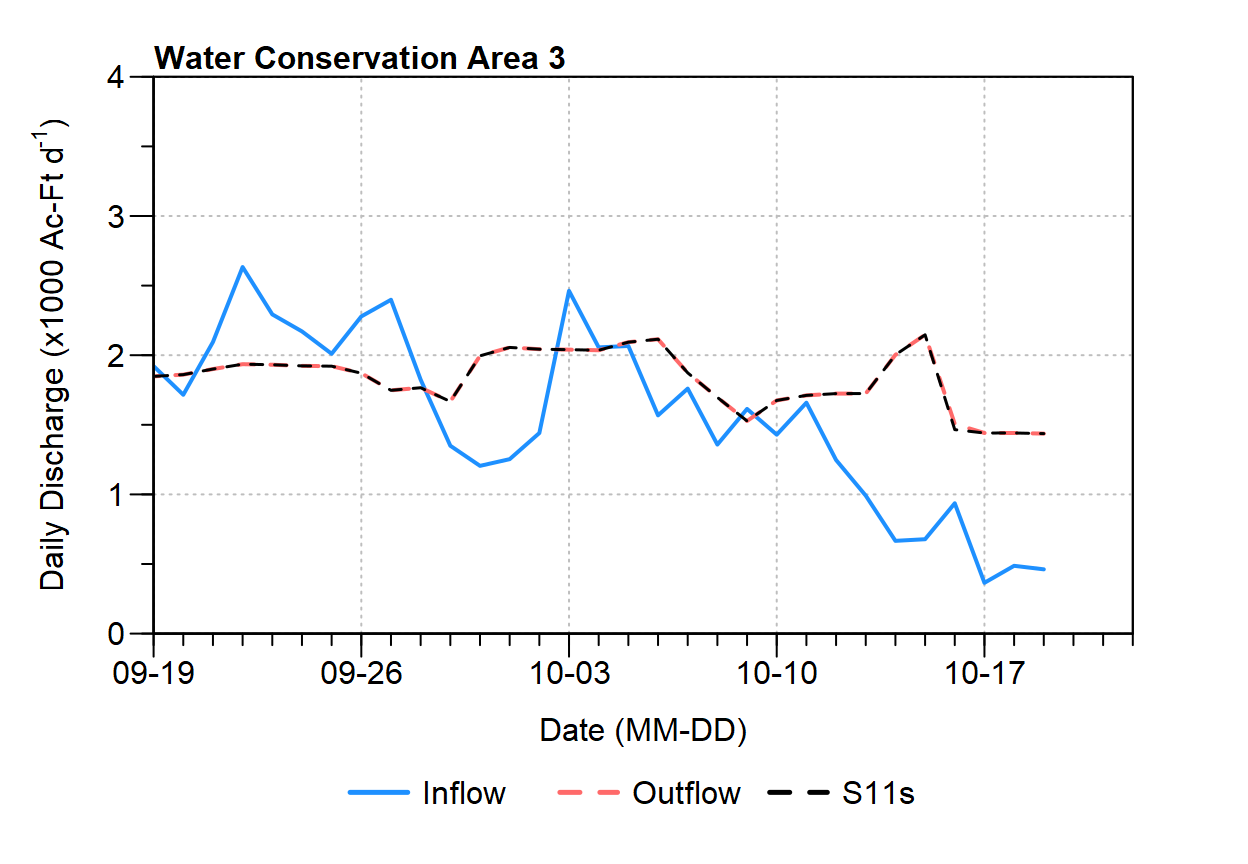 Water Conservation Area 3
Daily Discharge (x1000 Ac-Ft d⁻¹)
4
3
2
1
0
09-19 09-26 10-03 10-10 10-17
Date (MM-DD)
Inflow Outflow S11s